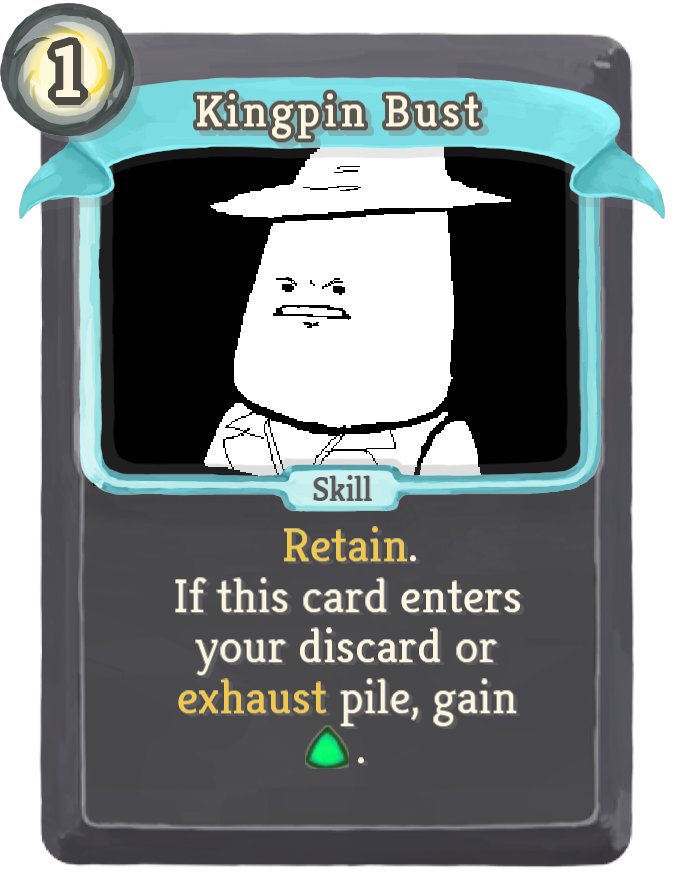 1
Kingpin Bust
Skill
Retain.
If this card enters
your discard or
exhaust pile, gain
.